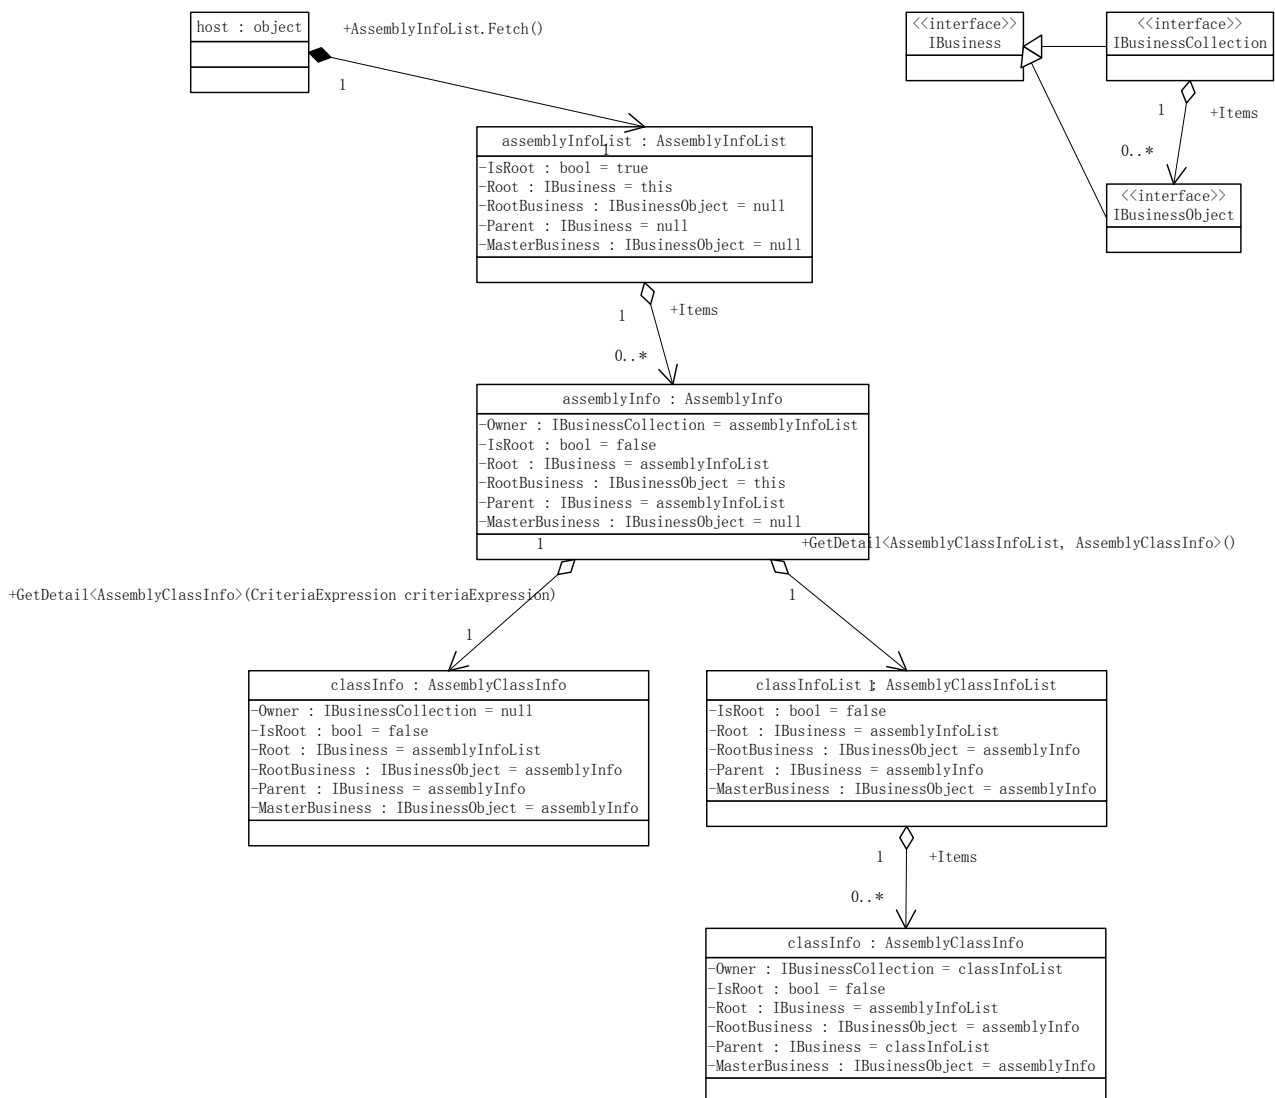 host : object
+AssemblyInfoList.Fetch()
1
<<interface>>
IBusiness
<<interface>>
IBusinessCollection
1
+Items
0..*
<<interface>>
IBusinessObject
assemblyInfoList : AssemblyInfoList
1
-IsRoot : bool = true
-Root : IBusiness = this
-RootBusiness : IBusinessObject = null
-Parent : IBusiness = null
-MasterBusiness : IBusinessObject = null
1
+Items
0..*
assemblyInfo : AssemblyInfo
-Owner : IBusinessCollection = assemblyInfoList
-IsRoot : bool = false
-Root : IBusiness = assemblyInfoList
-RootBusiness : IBusinessObject = this
-Parent : IBusiness = assemblyInfoList
-MasterBusiness : IBusinessObject = null
1
+GetDetail<AssemblyClassInfoList, AssemblyClassInfo>()
+GetDetail<AssemblyClassInfo>(CriteriaExpression criteriaExpression)
1
1
classInfo : AssemblyClassInfo
-Owner : IBusinessCollection = null
-IsRoot : bool = false
-Root : IBusiness = assemblyInfoList
-RootBusiness : IBusinessObject = assemblyInfo
-Parent : IBusiness = assemblyInfo
-MasterBusiness : IBusinessObject = assemblyInfo
classInfoList : AssemblyClassInfoList
1
-IsRoot : bool = false
-Root : IBusiness = assemblyInfoList
-RootBusiness : IBusinessObject = assemblyInfo
-Parent : IBusiness = assemblyInfo
-MasterBusiness : IBusinessObject = assemblyInfo
1
+Items
0..*
classInfo : AssemblyClassInfo
-Owner : IBusinessCollection = classInfoList
-IsRoot : bool = false
-Root : IBusiness = assemblyInfoList
-RootBusiness : IBusinessObject = assemblyInfo
-Parent : IBusiness = classInfoList
-MasterBusiness : IBusinessObject = assemblyInfo